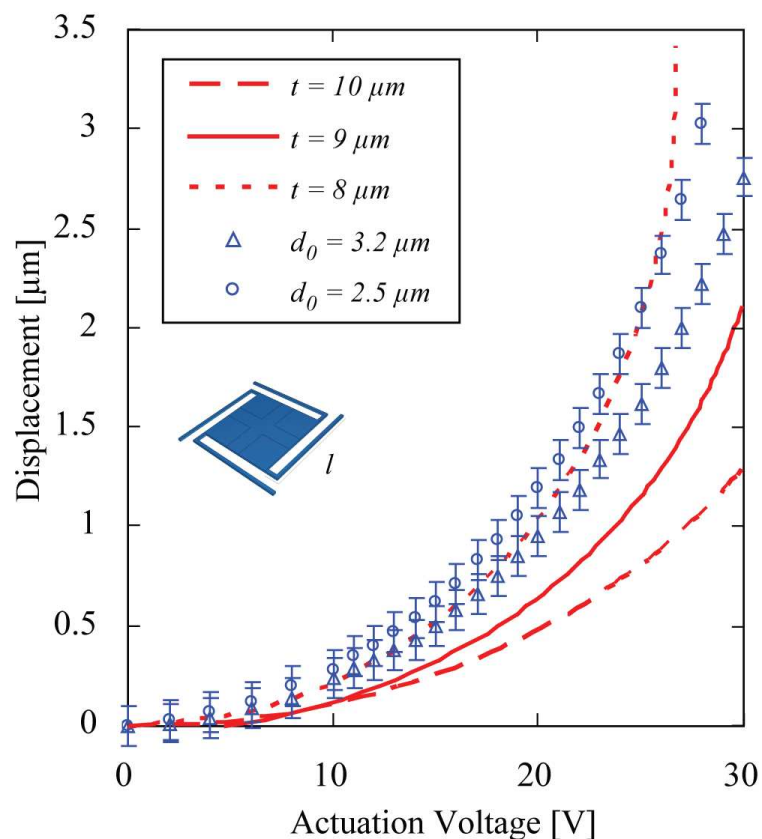 3.5
3
2.5
2
1.5
1
0.5
0
Displacement [µm]
t = 10 µm
t = 9 µm
t = 8 µm
d₀ = 3.2 µm
d₀ = 2.5 µm
l
0 10 20 30
Actuation Voltage [V]